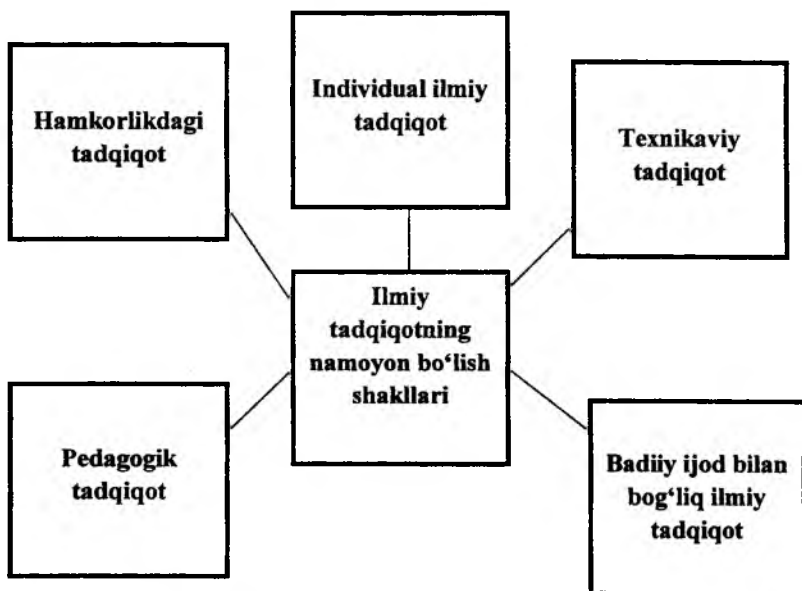 Hamkorlikdagi
tadqiqot
Individual ilmiy
tadqiqot
Texnikaviy
tadqiqot
Ilmiy
tadqiqotning
namoyon bo‘lish
shakllari
Pedagogik
tadqiqot
Badiiy ijod bilan
bog‘liq ilmiy
tadqiqot